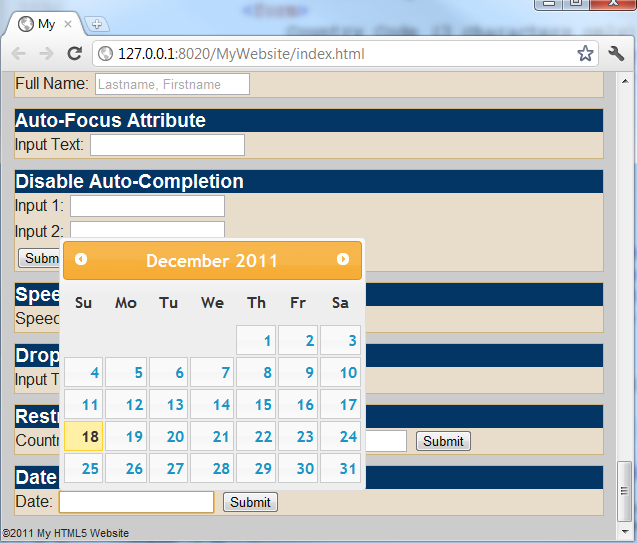 <form>
My
127.0.0.1:8020/MyWebsite/index.html
Full Name: Lastname, Firstname
Auto-Focus Attribute
Input Text:
Disable Auto-Completion
Input 1:
Input 2:
Subm
December 2011
Su Mo Tu We Th Fr Sa
1 2 3
4 5 6 7 8 9 10
11 12 13 14 15 16 17
18 19 20 21 22 23 24
25 26 27 28 29 30 31
Spee
Speec
Drop
Input T
Restr
Countr
Submit
Date
Date: Submit
©2011 My HTML5 Website